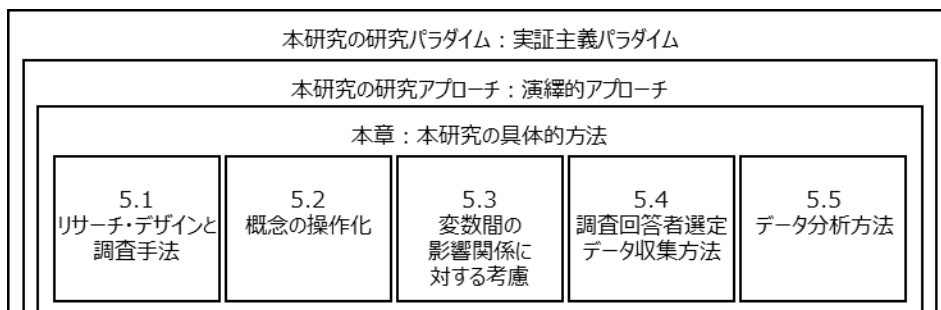 本研究の研究パラダイム：実証主義パラダイム
本研究の研究アプローチ：演繹的アプローチ
本章：本研究の具体的方法
5.1
リサーチ・デザインと
調査手法
5.2
概念の操作化
5.3
変数間の
影響関係に
対する考慮
5.4
調査回答者選定
データ収集方法
5.5
データ分析方法